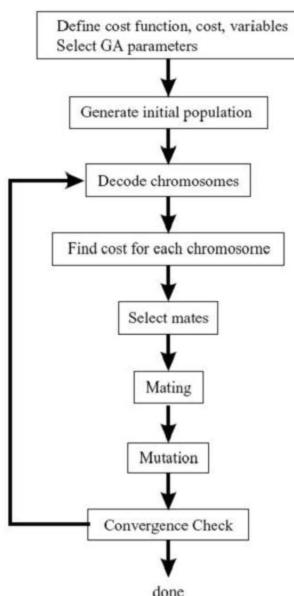 Define cost function, cost, variables
Select GA parameters
Generate initial population
Decode chromosomes
Find cost for each chromosome
Select mates
Mating
Mutation
Convergence Check
done